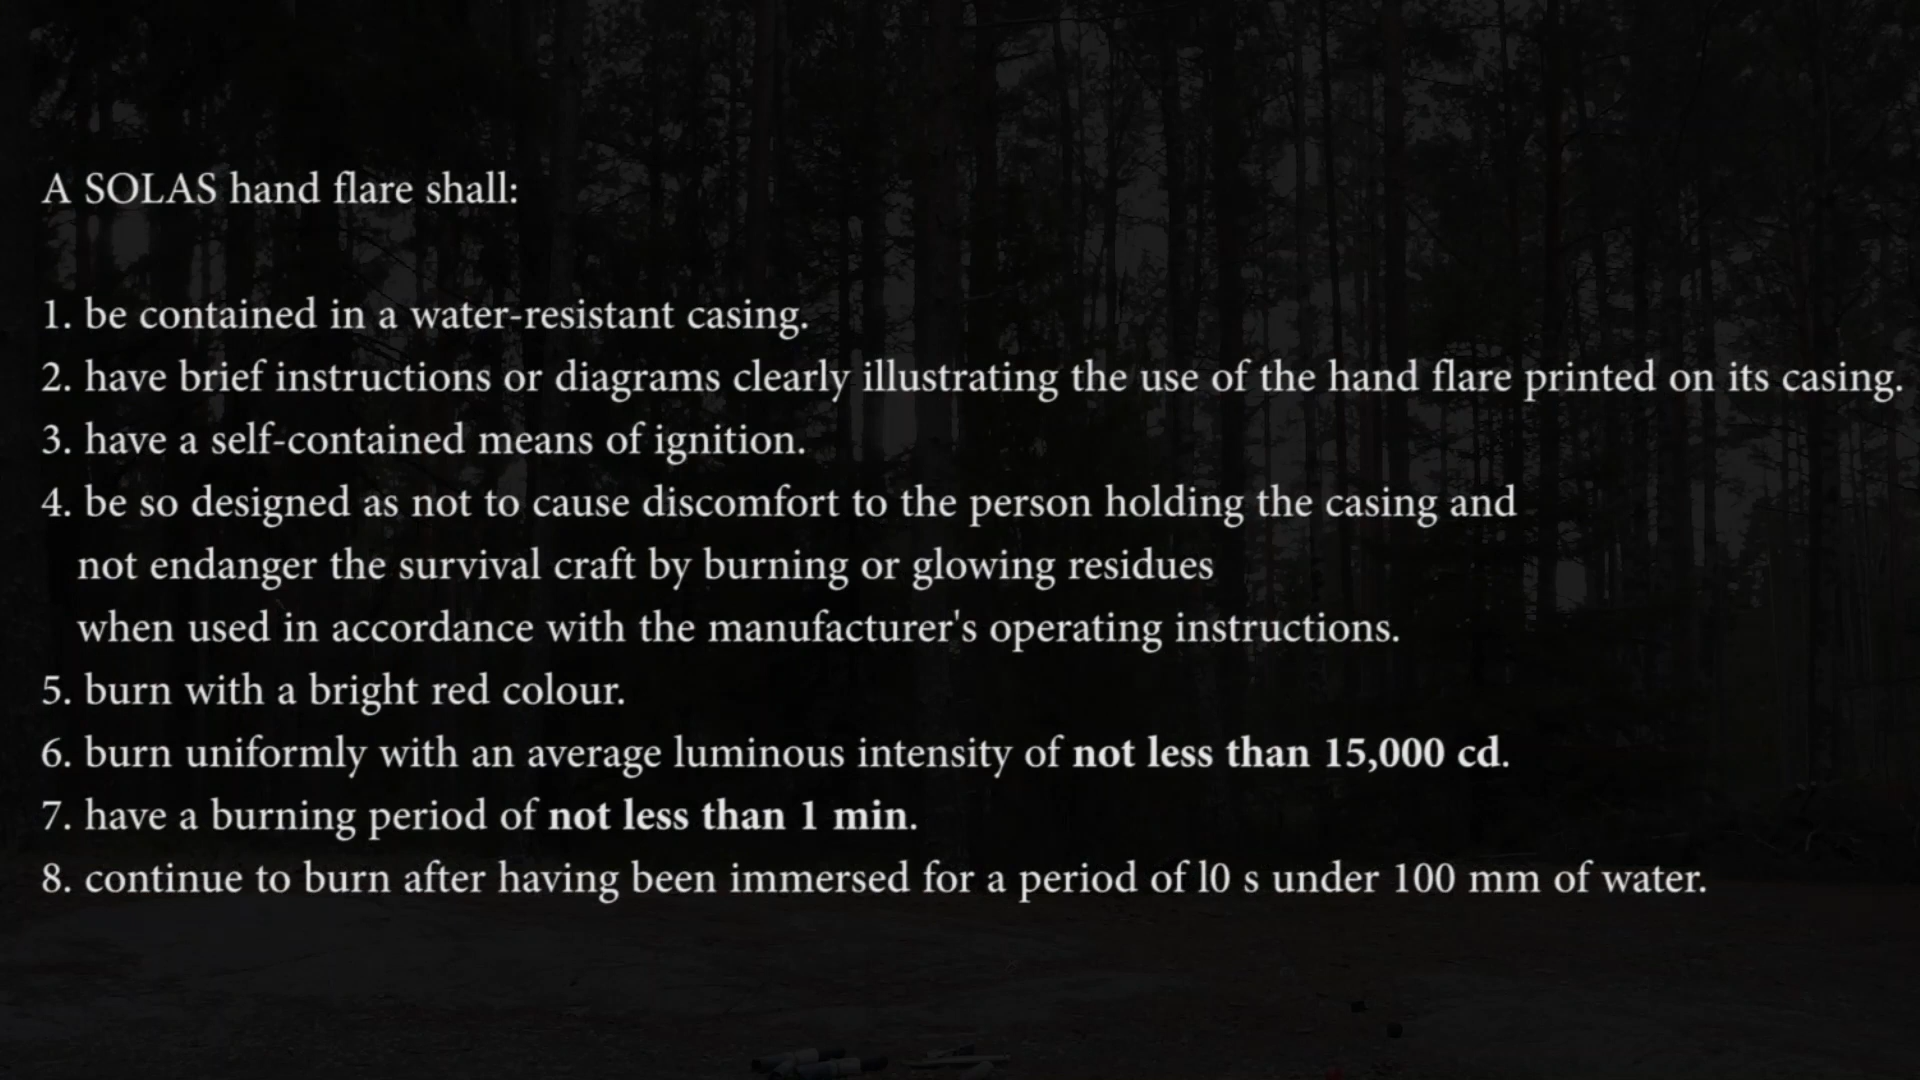 A SOLAS hand flare shall:
1. be contained in a water-resistant casing.
2. have brief instructions or diagrams clearly illustrating the use of the hand flare printed on its casing.
3. have a self-contained means of ignition.
4. be so designed as not to cause discomfort to the person holding the casing and
not endanger the survival craft by burning or glowing residues
when used in accordance with the manufacturer's operating instructions.
5. burn with a bright red colour.
6. burn uniformly with an average luminous intensity of not less than 15,000 cd.
7. have a burning period of not less than 1 min.
8. continue to burn after having been immersed for a period of l0 s under 100 mm of water.